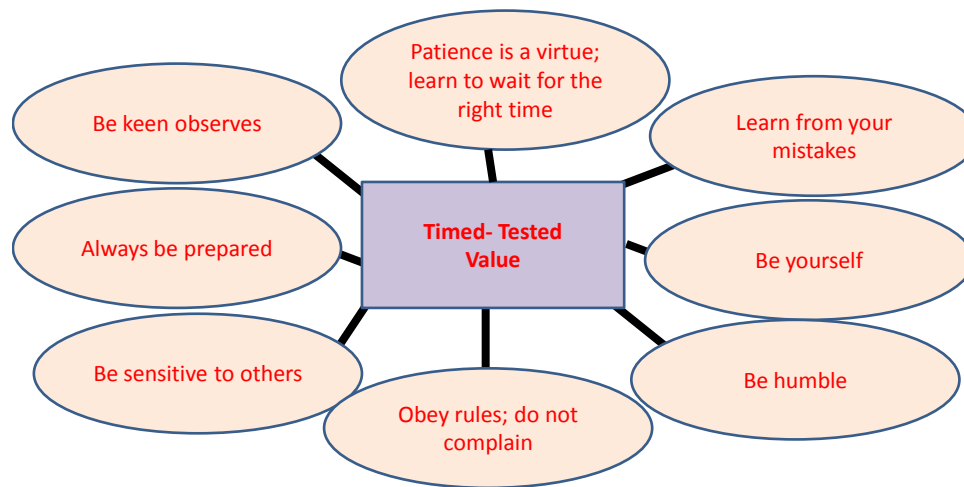 Patience is a virtue;
learn to wait for the
right time
Be keen observes
Learn from your
mistakes
Timed- Tested
Value
Always be prepared
Be yourself
Be sensitive to others
Be humble
Obey rules; do not
complain